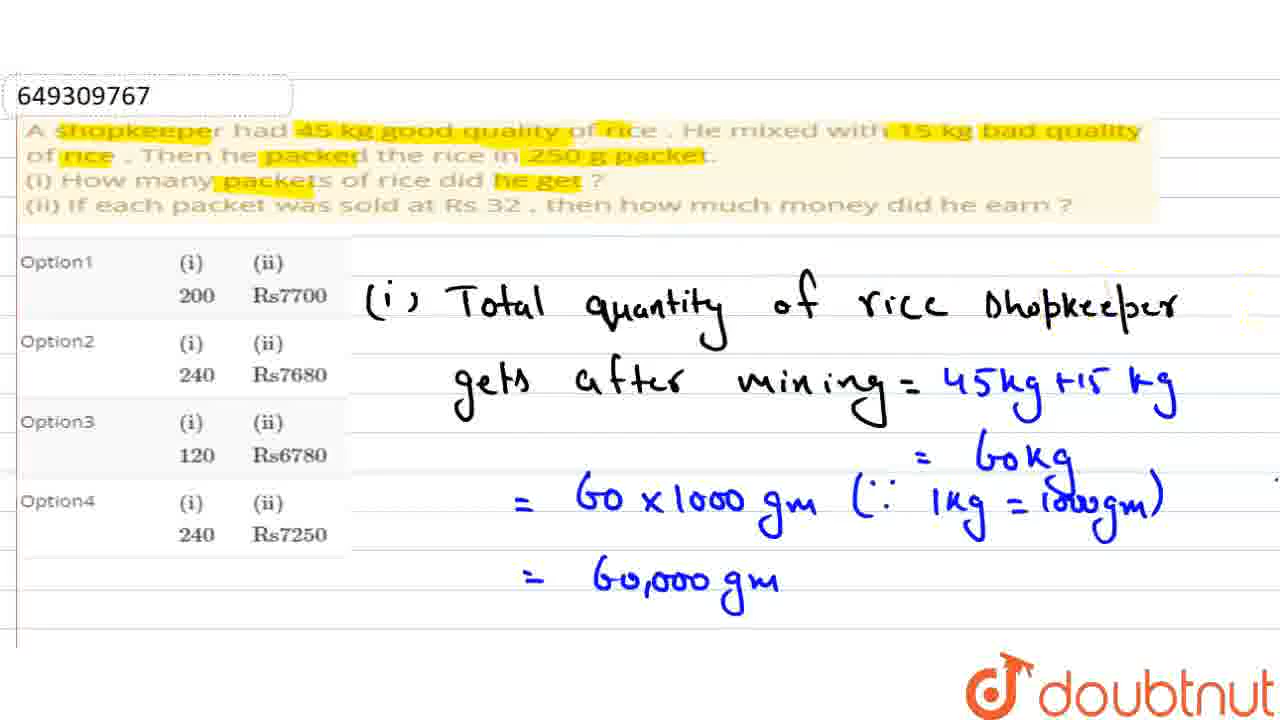 649309767
A shopkeeper had 45 kg good quality of rice . He mixed with 15 kg bad quality
of rice . Then he packed the rice in 250 g packet.
(i) How many packets of rice did he get ?
(ii) If each packet was sold at Rs 32 , then how much money did he earn ?
Option1 (i) (ii)
200 Rs7700
Option2 (i) (ii)
240 Rs7680
Option3 (i) (ii)
120 Rs6780
Option4 (i) (ii)
240 Rs7250
(i) Total quantity of rice shopkeeper
gets after mixing = 45kg+15 kg
= 60kg
= 60 x 1000 gm (∵ 1kg = 1000gm)
= 60,000 gm
doubtnut